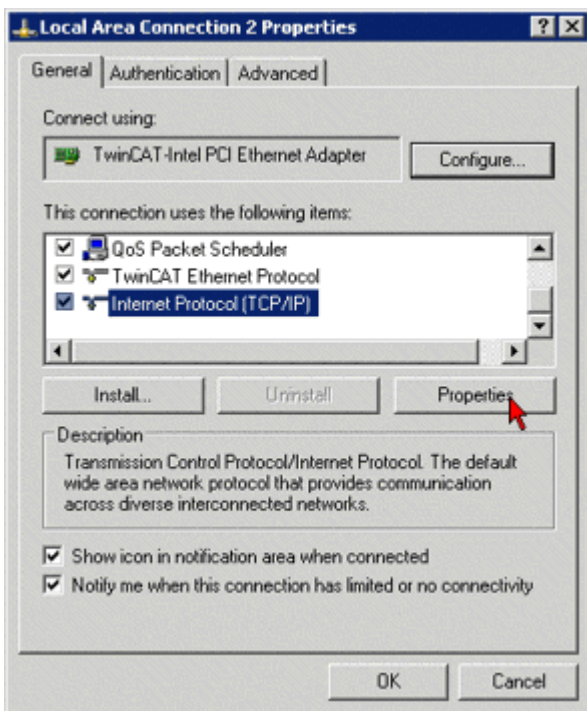 Local Area Connection 2 Properties
General Authentication Advanced
Connect using:
TwinCAT-Intel PCI Ethernet Adapter Configure...
This connection uses the following items:
QoS Packet Scheduler
TwinCAT Ethernet Protocol
Internet Protocol (TCP/IP)
Install... Uninstall Properties
Description
Transmission Control Protocol/Internet Protocol. The default
wide area network protocol that provides communication
across diverse interconnected networks.
Show icon in notification area when connected
Notify me when this connection has limited or no connectivity
OK Cancel